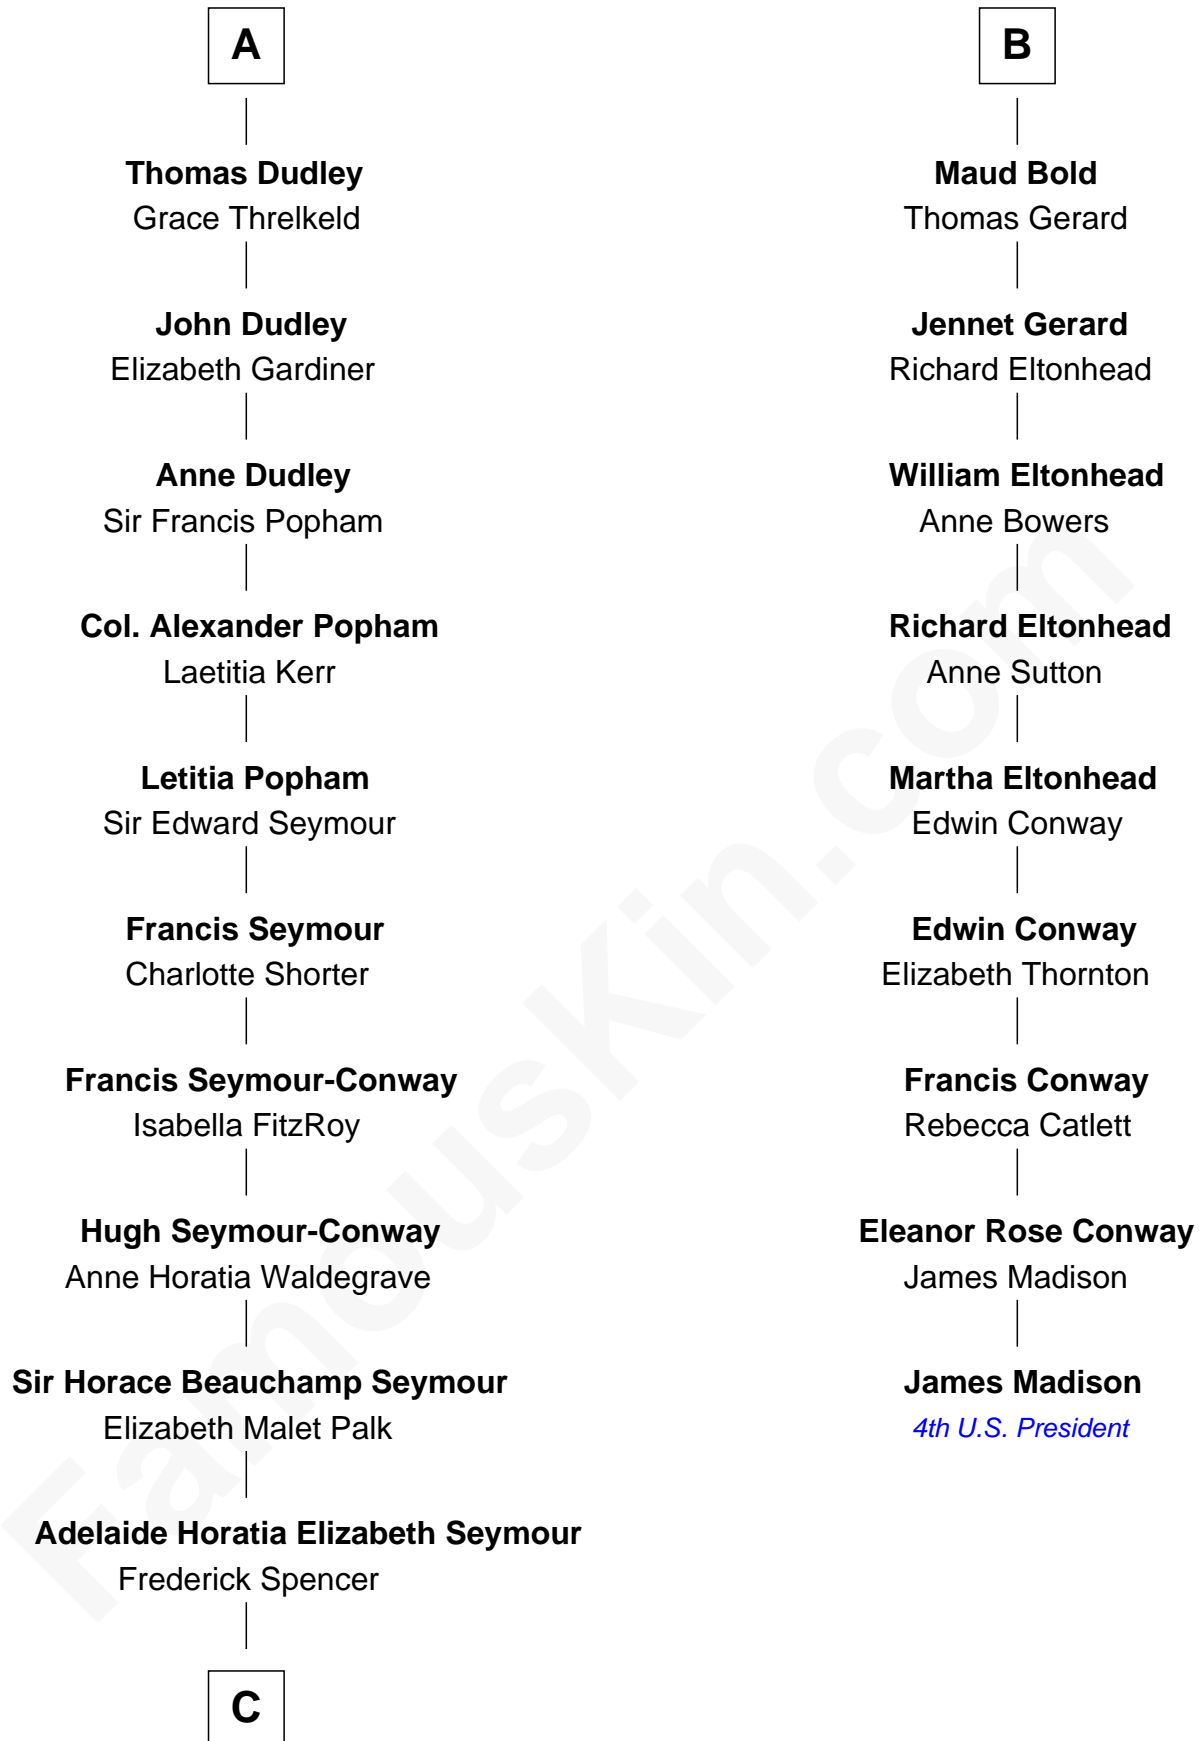 A
Thomas Dudley
Grace Threlkeld
John Dudley
Elizabeth Gardiner
Anne Dudley
Sir Francis Popham
Col. Alexander Popham
Laetitia Kerr
Letitia Popham
Sir Edward Seymour
Francis Seymour
Charlotte Shorter
Francis Seymour-Conway
Isabella FitzRoy
Hugh Seymour-Conway
Anne Horatia Waldegrave
Sir Horace Beauchamp Seymour
Elizabeth Malet Palk
Adelaide Horatia Elizabeth Seymour
Frederick Spencer
C
B
Maud Bold
Thomas Gerard
Jennet Gerard
Richard Eltonhead
William Eltonhead
Anne Bowers
Richard Eltonhead
Anne Sutton
Martha Eltonhead
Edwin Conway
Edwin Conway
Elizabeth Thornton
Francis Conway
Rebecca Catlett
Eleanor Rose Conway
James Madison
James Madison
4th U.S. President
FamousKin.com